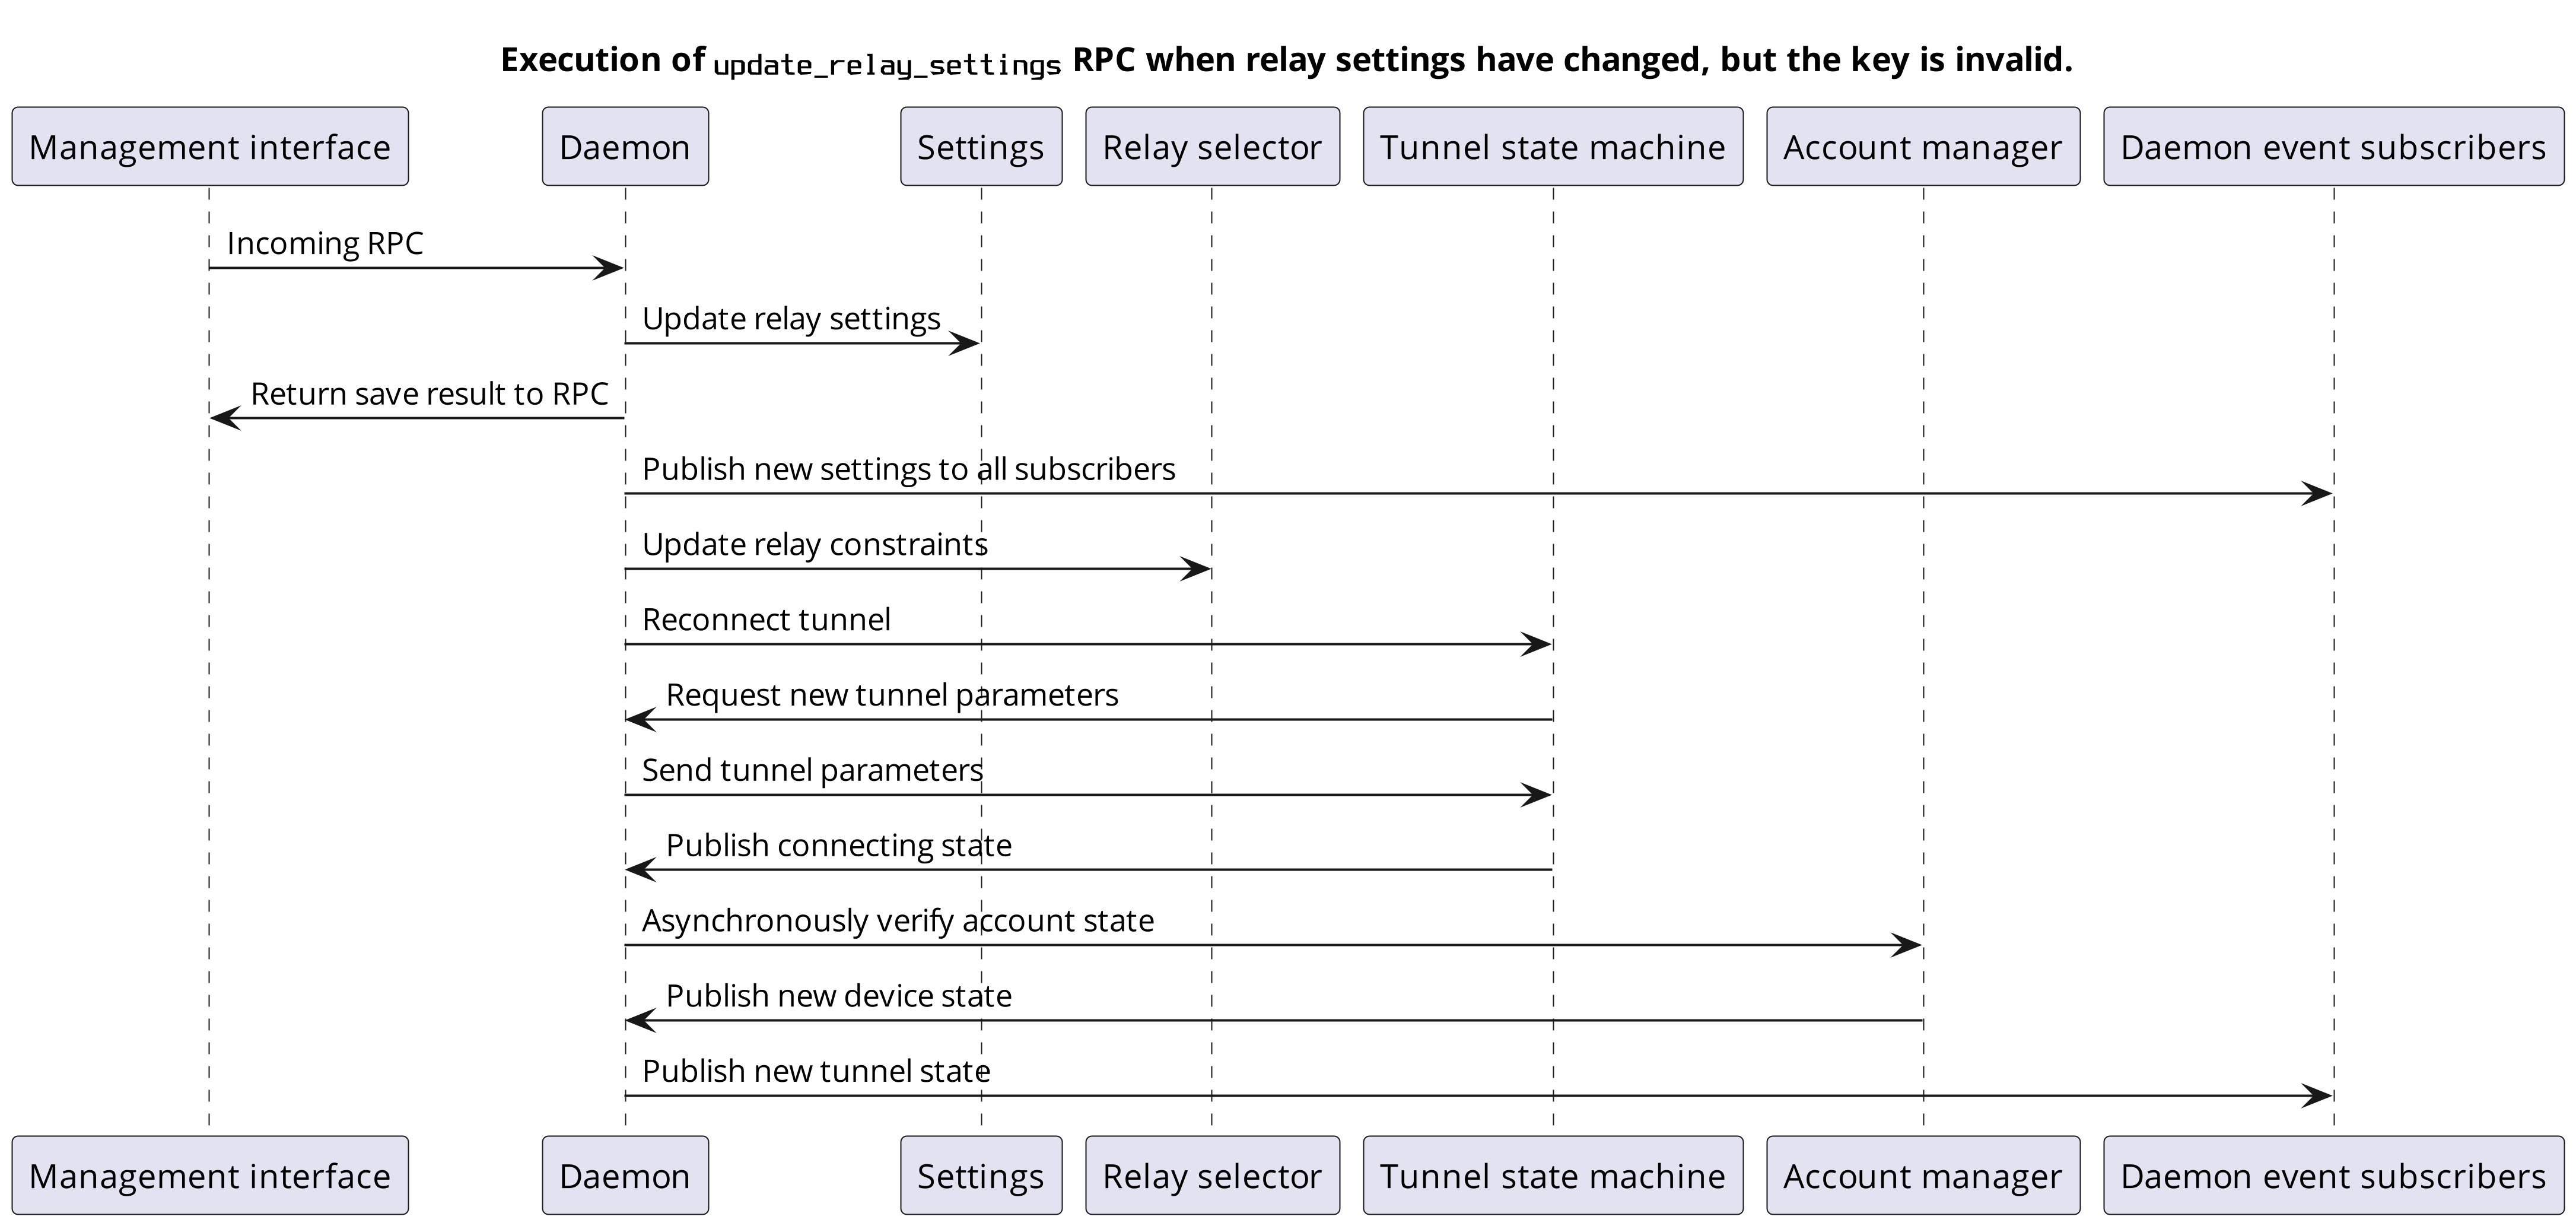 Execution of update_relay_settings RPC when relay settings have changed, but the key is invalid.
Management interface Daemon Settings Relay selector Tunnel state machine Account manager Daemon event subscribers
Incoming RPC
Update relay settings
Return save result to RPC
Publish new settings to all subscribers
Update relay constraints
Reconnect tunnel
Request new tunnel parameters
Send tunnel parameters
Publish connecting state
Asynchronously verify account state
Publish new device state
Publish new tunnel state
Management interface Daemon Settings Relay selector Tunnel state machine Account manager Daemon event subscribers